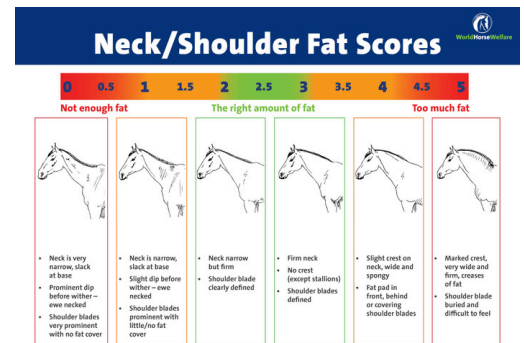 WorldHorseWelfare
Neck/Shoulder Fat Scores
0 0.5 1 1.5 2 2.5 3 3.5 4 4.5 5
Not enough fat The right amount of fat Too much fat
• Neck is very
narrow, slack
at base
• Prominent dip
before wither –
ewe necked
• Shoulder blades
very prominent
with no fat cover
• Neck is narrow,
slack at base
• Slight dip before
wither – ewe
necked
• Shoulder blades
prominent with
little/no fat
cover
• Neck narrow
but firm
• Shoulder blade
clearly defined
• Firm neck
• No crest
(except stallions)
• Shoulder blades
defined
• Slight crest on
neck, wide and
spongy
• Fat pad in
front, behind
or covering
shoulder blades
• Marked crest,
very wide and
firm, creases
of fat
• Shoulder blade
buried and
difficult to feel